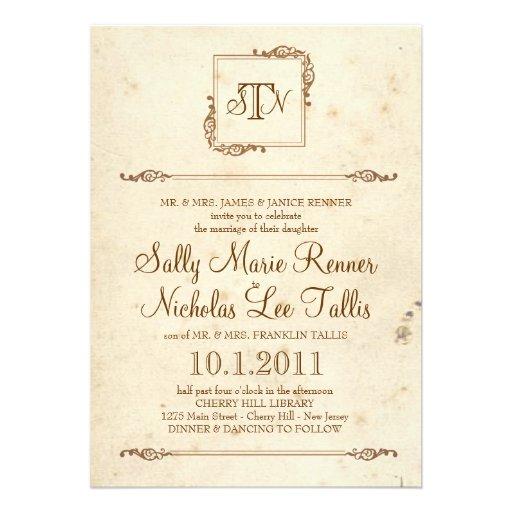 STN
MR. & MRS. JAMES & JANICE RENNER
invite you to celebrate
the marriage of their daughter
Sally Marie Renner
to
Nicholas Lee Tallis
son of MR. & MRS. FRANKLIN TALLIS
10.1.2011
half past four o'clock in the afternoon
CHERRY HILL LIBRARY
1275 Main Street - Cherry Hill - New Jersey
DINNER & DANCING TO FOLLOW